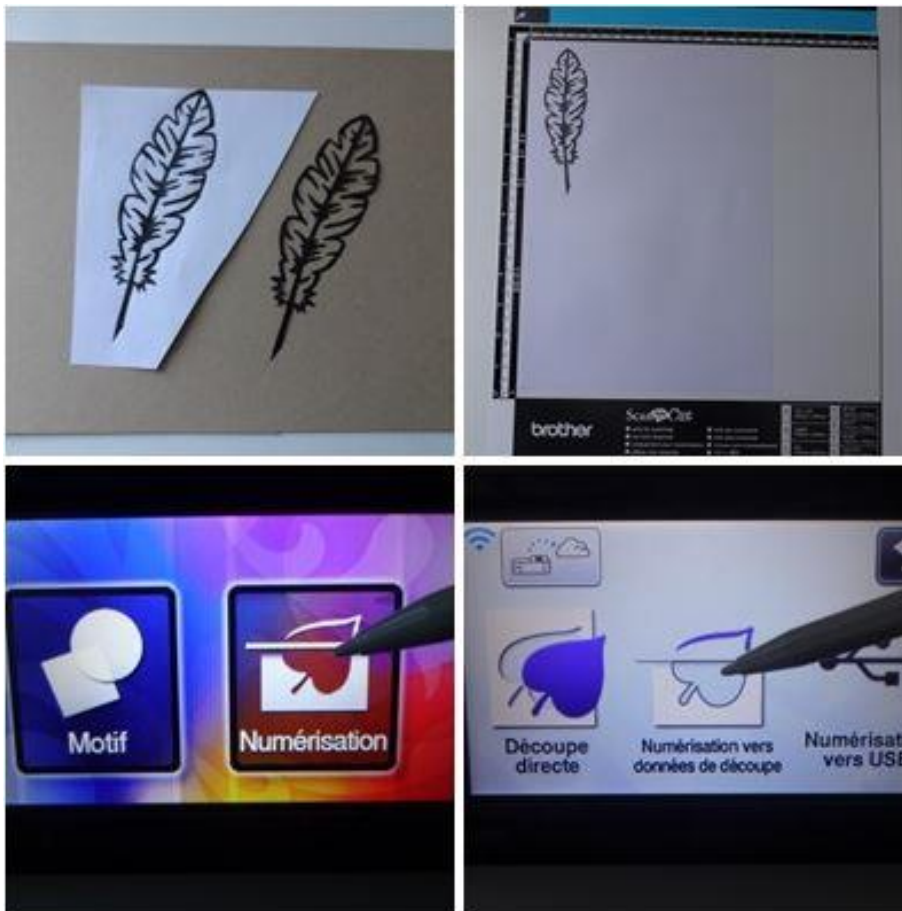 brother
ScanNCut
Motif
Numérisation
Découpe
directe
Numérisation vers
données de découpe
Numérisat
vers USB